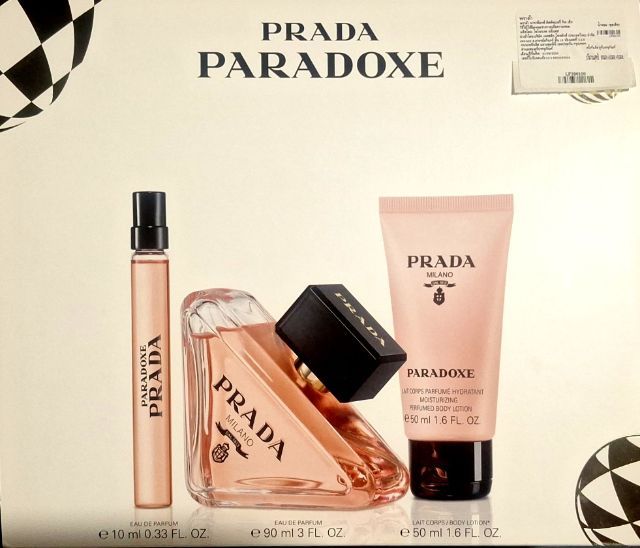 PRADA
PARADOXE
PARADOXE
PRADA
PRADA
PRADA
MILANO
PRADA
MILANO
PARADOXE
LAIT CORPS PARFUMÉ HYDRATANT
MOISTURIZING
PERFUMED BODY LOTION
℮50 ml 1.6 FL. OZ.
EAU DE PARFUM
℮ 10 ml 0.33 FL. OZ.
EAU DE PARFUM
℮ 90 ml 3 FL. OZ.
LAIT CORPS / BODY LOTION*
℮ 50 ml 1.6 FL. OZ.